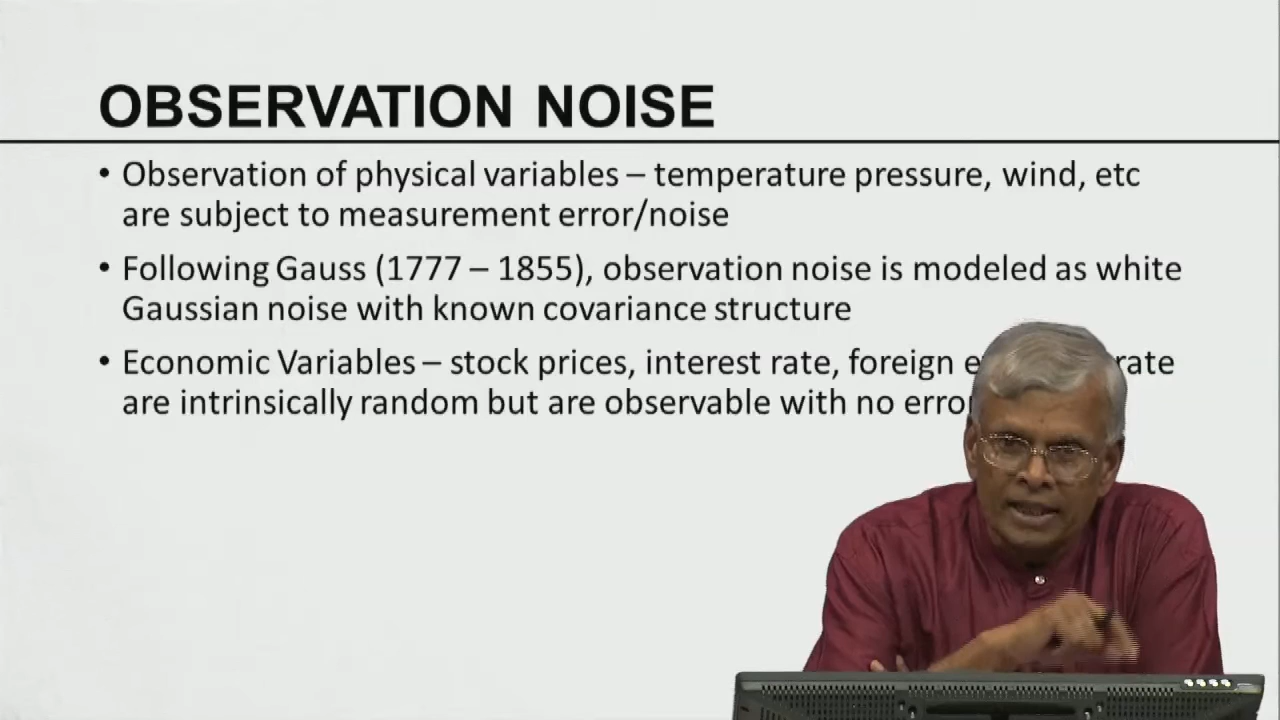 OBSERVATION NOISE
• Observation of physical variables – temperature pressure, wind, etc
are subject to measurement error/noise
• Following Gauss (1777 – 1855), observation noise is modeled as white
Gaussian noise with known covariance structure
• Economic Variables – stock prices, interest rate, foreign rate
are intrinsically random but are observable with no